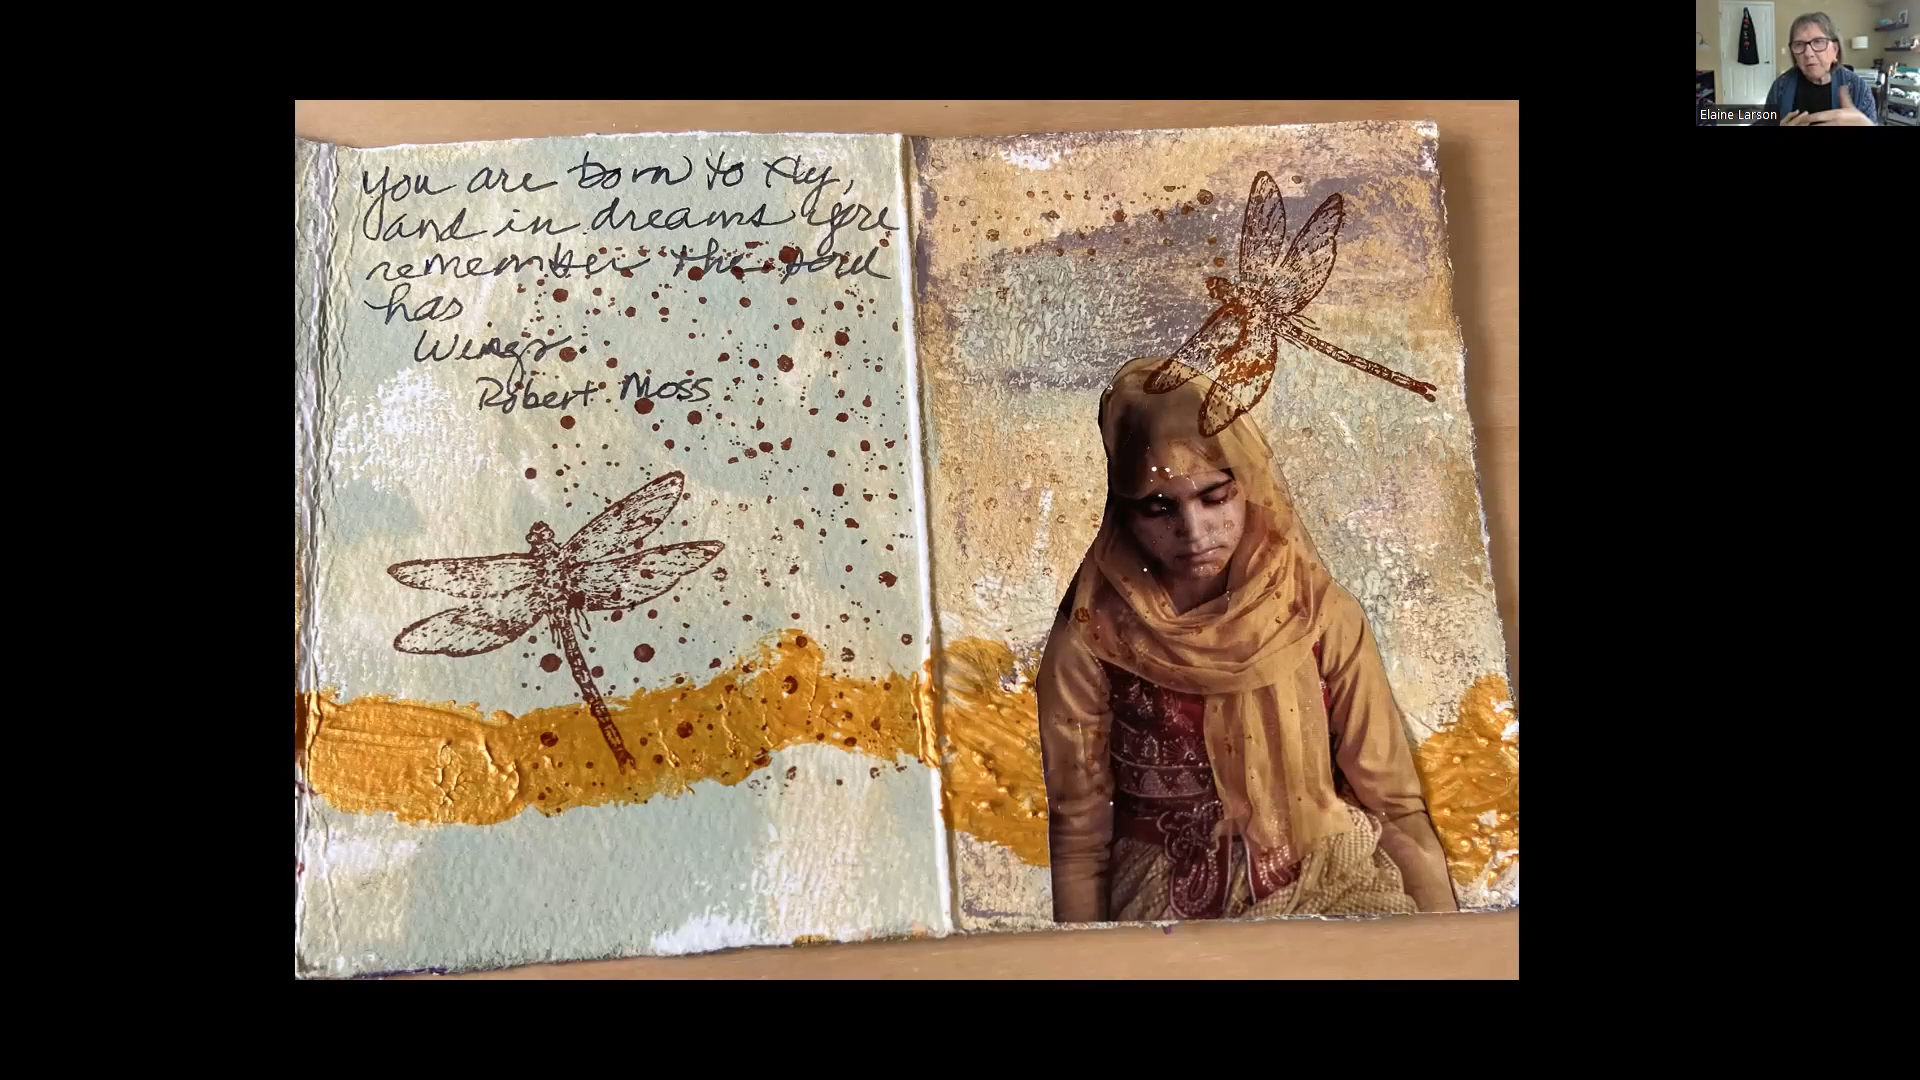 You are born to fly,
and in dreams you
remember the soul
has
Wings.
Robert Moss
Elaine Larson